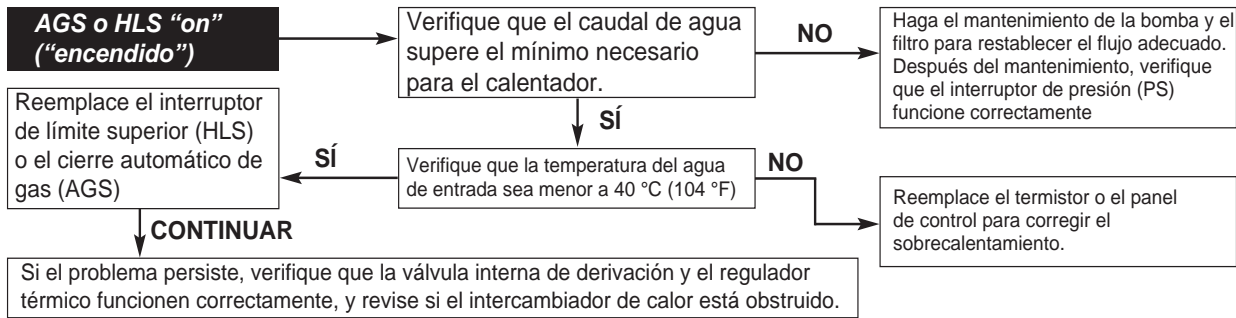 AGS o HLS “on”
(“encendido”)
Verifique que el caudal de agua
supere el mínimo necesario
para el calentador.
NO
Haga el mantenimiento de la bomba y el
filtro para restablecer el flujo adecuado.
Después del mantenimiento, verifique
que el interruptor de presión (PS)
funcione correctamente
SÍ
Verifique que la temperatura del agua
de entrada sea menor a 40 °C (104 °F)
NO
Reemplace el termistor o el panel
de control para corregir el
sobrecalentamiento.
SÍ
Reemplace el interruptor
de límite superior (HLS)
o el cierre automático de
gas (AGS)
CONTINUAR
Si el problema persiste, verifique que la válvula interna de derivación y el regulador
térmico funcionen correctamente, y revise si el intercambiador de calor está obstruido.